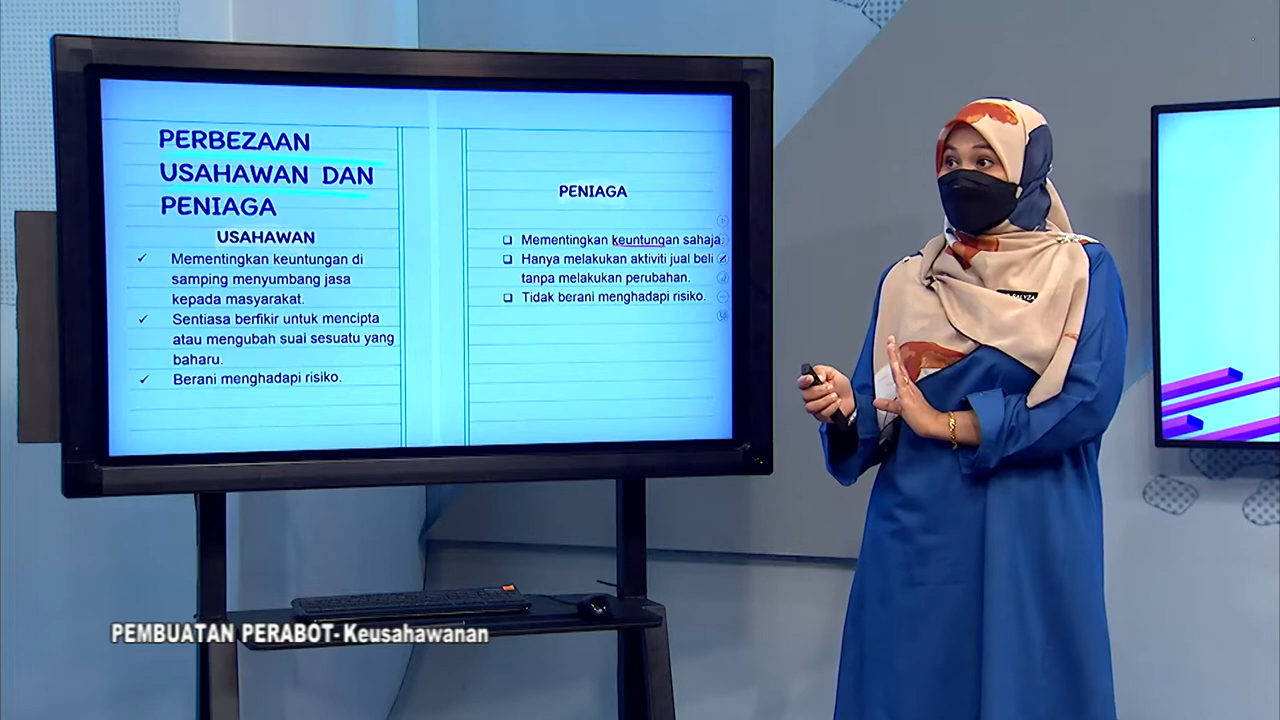 PERBEZAAN
USAHAWAN DAN
PENIAGA
USAHAWAN
✓ Mementingkan keuntungan di
samping menyumbang jasa
kepada masyarakat.
✓ Sentiasa berfikir untuk mencipta
atau mengubah suai sesuatu yang
baharu.
✓ Berani menghadapi risiko.
PENIAGA
❑ Mementingkan keuntungan sahaja.
❑ Hanya melakukan aktiviti jual beli
tanpa melakukan perubahan.
❑ Tidak berani menghadapi risiko.
PEMBUATAN PERABOT- Keusahawanan